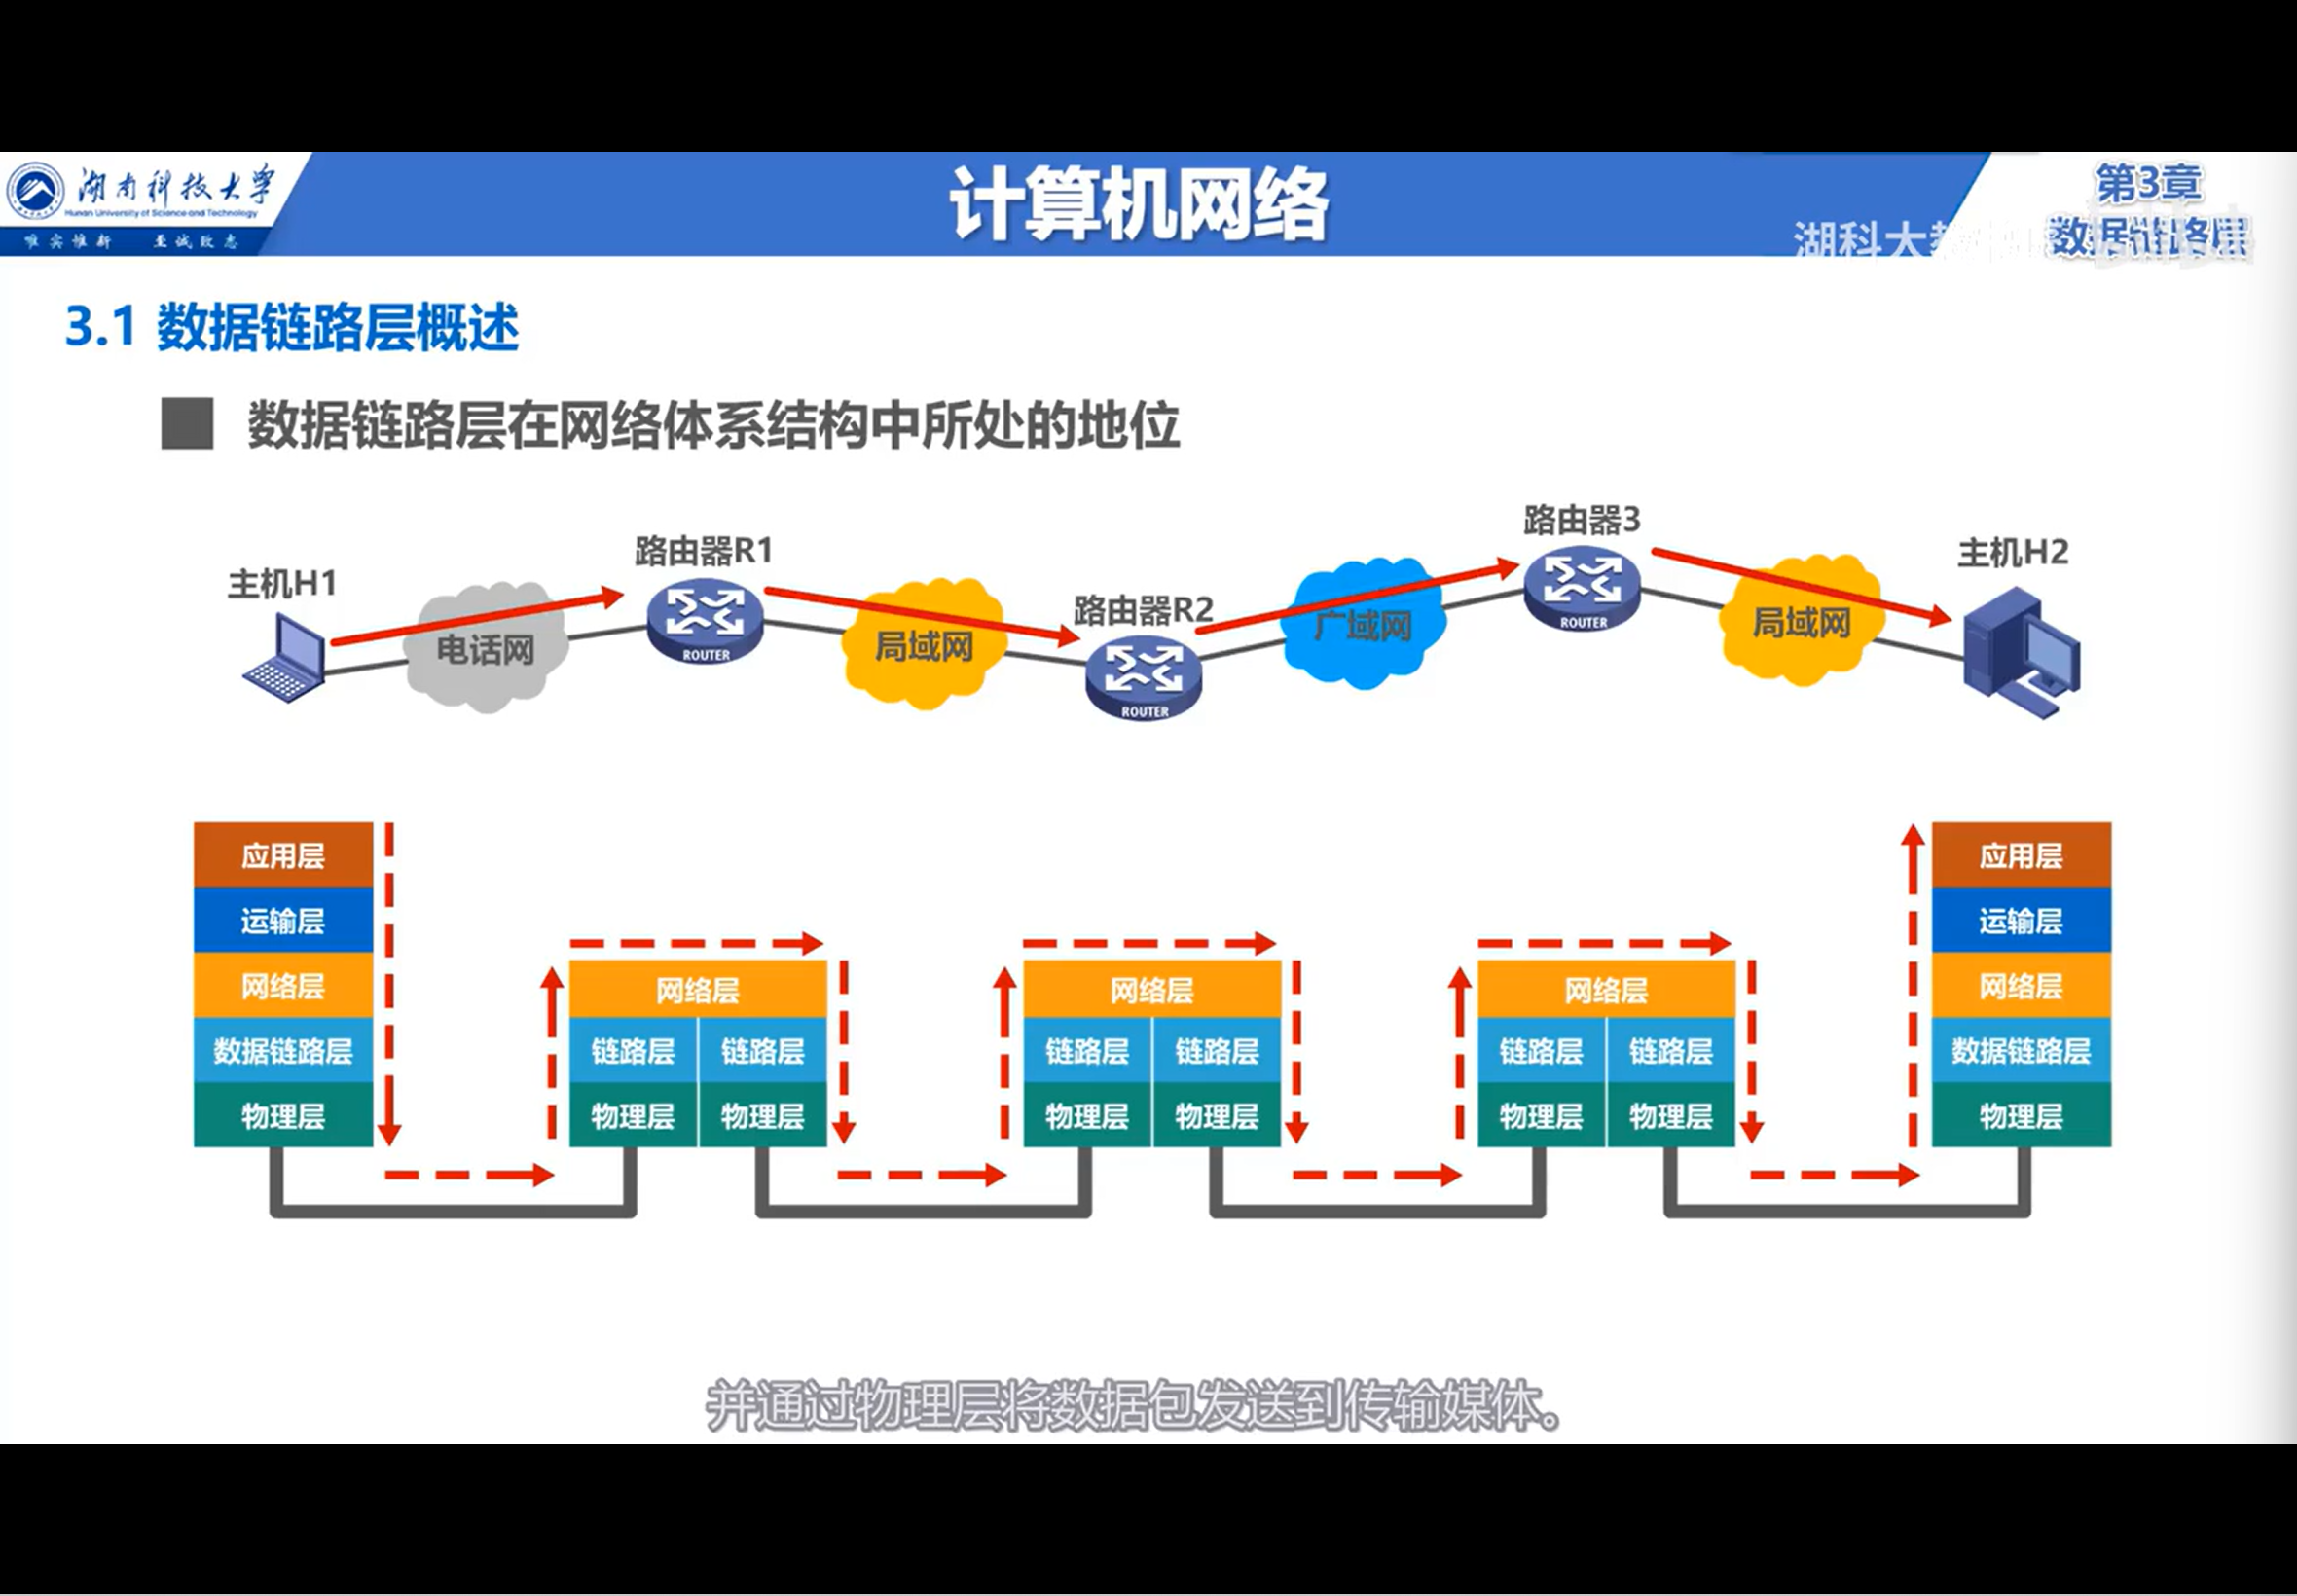 湖南科技大学
Hunan University of Science and Technology
唯实惟新 至诚致志
计算机网络
第3章
数据链路层
湖科大教
3.1 数据链路层概述
数据链路层在网络体系结构中所处的地位
主机H1
电话网
路由器R1
ROUTER
局域网
路由器R2
ROUTER
广域网
路由器3
ROUTER
局域网
主机H2
应用层
运输层
网络层
数据链路层
物理层
网络层
链路层 链路层
物理层 物理层
网络层
链路层 链路层
物理层 物理层
网络层
链路层 链路层
物理层 物理层
应用层
运输层
网络层
数据链路层
物理层
并通过物理层将数据包发送到传输媒体。